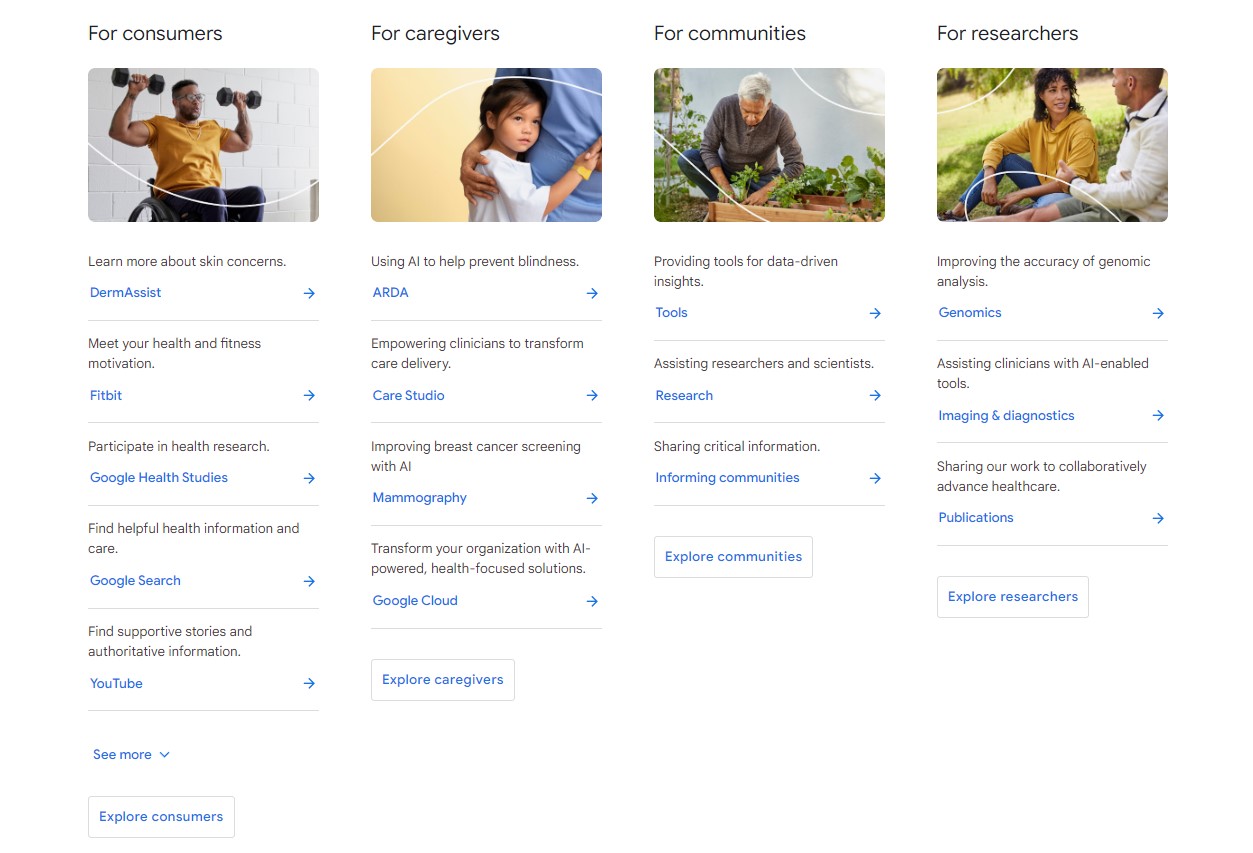 For consumers
Learn more about skin concerns.
DermAssist
Meet your health and fitness
motivation.
Fitbit
Participate in health research.
Google Health Studies
Find helpful health information and
care.
Google Search
Find supportive stories and
authoritative information.
YouTube
See more
Explore consumers
For caregivers
Using AI to help prevent blindness.
ARDA
Empowering clinicians to transform
care delivery.
Care Studio
Improving breast cancer screening
with AI
Mammography
Transform your organization with AI-
powered, health-focused solutions.
Google Cloud
Explore caregivers
For communities
Providing tools for data-driven
insights.
Tools
Assisting researchers and scientists.
Research
Sharing critical information.
Informing communities
Explore communities
For researchers
Improving the accuracy of genomic
analysis.
Genomics
Assisting clinicians with AI-enabled
tools.
Imaging & diagnostics
Sharing our work to collaboratively
advance healthcare.
Publications
Explore researchers